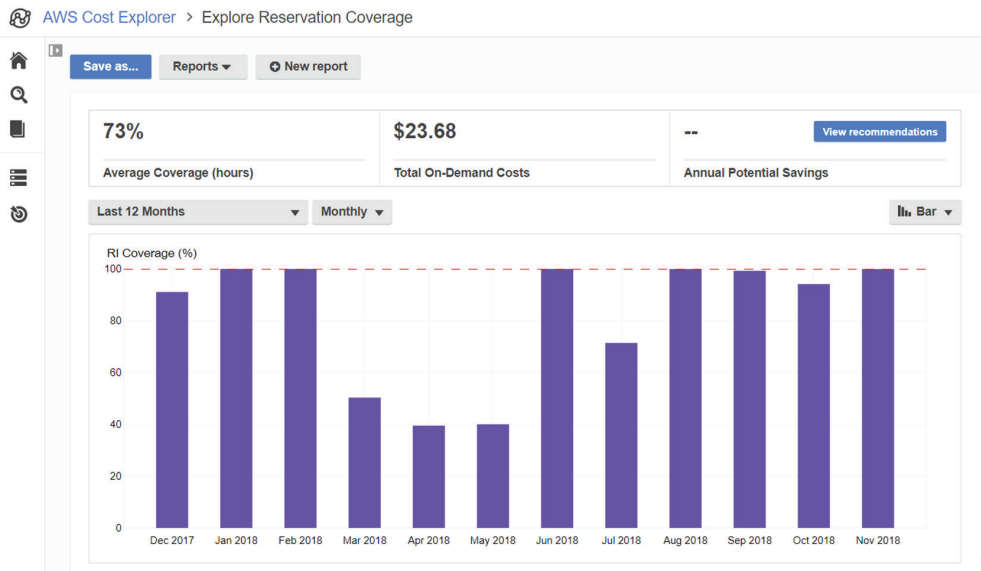 AWS Cost Explorer > Explore Reservation Coverage
Save as... Reports New report
73% $23.68 -- View recommendations
Average Coverage (hours) Total On-Demand Costs Annual Potential Savings
Last 12 Months Monthly Bar
RI Coverage (%)
100
80
60
40
20
0
Dec 2017 Jan 2018 Feb 2018 Mar 2018 Apr 2018 May 2018 Jun 2018 Jul 2018 Aug 2018 Sep 2018 Oct 2018 Nov 2018